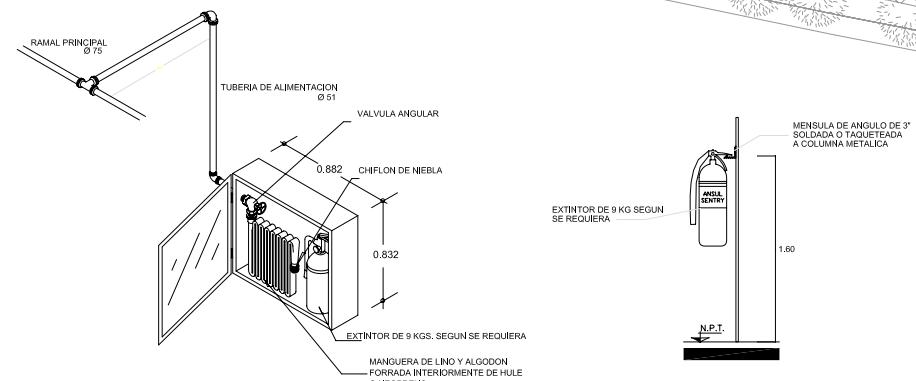 RAMAL PRINCIPAL
Ø 75
TUBERIA DE ALIMENTACION
Ø 51
VALVULA ANGULAR
0.882
CHIFLON DE NIEBLA
0.832
EXTINTOR DE 9 KGS. SEGUN SE REQUIERA
MANGUERA DE LINO Y ALGODON
FORRADA INTERIORMENTE DE HULE
MENSULA DE ANGULO DE 3"
SOLDADA O TAQUETEADA
A COLUMNA METALICA
ANSUL
SENTRY
EXTINTOR DE 9 KG SEGUN
SE REQUIERA
1.60
N.P.T.